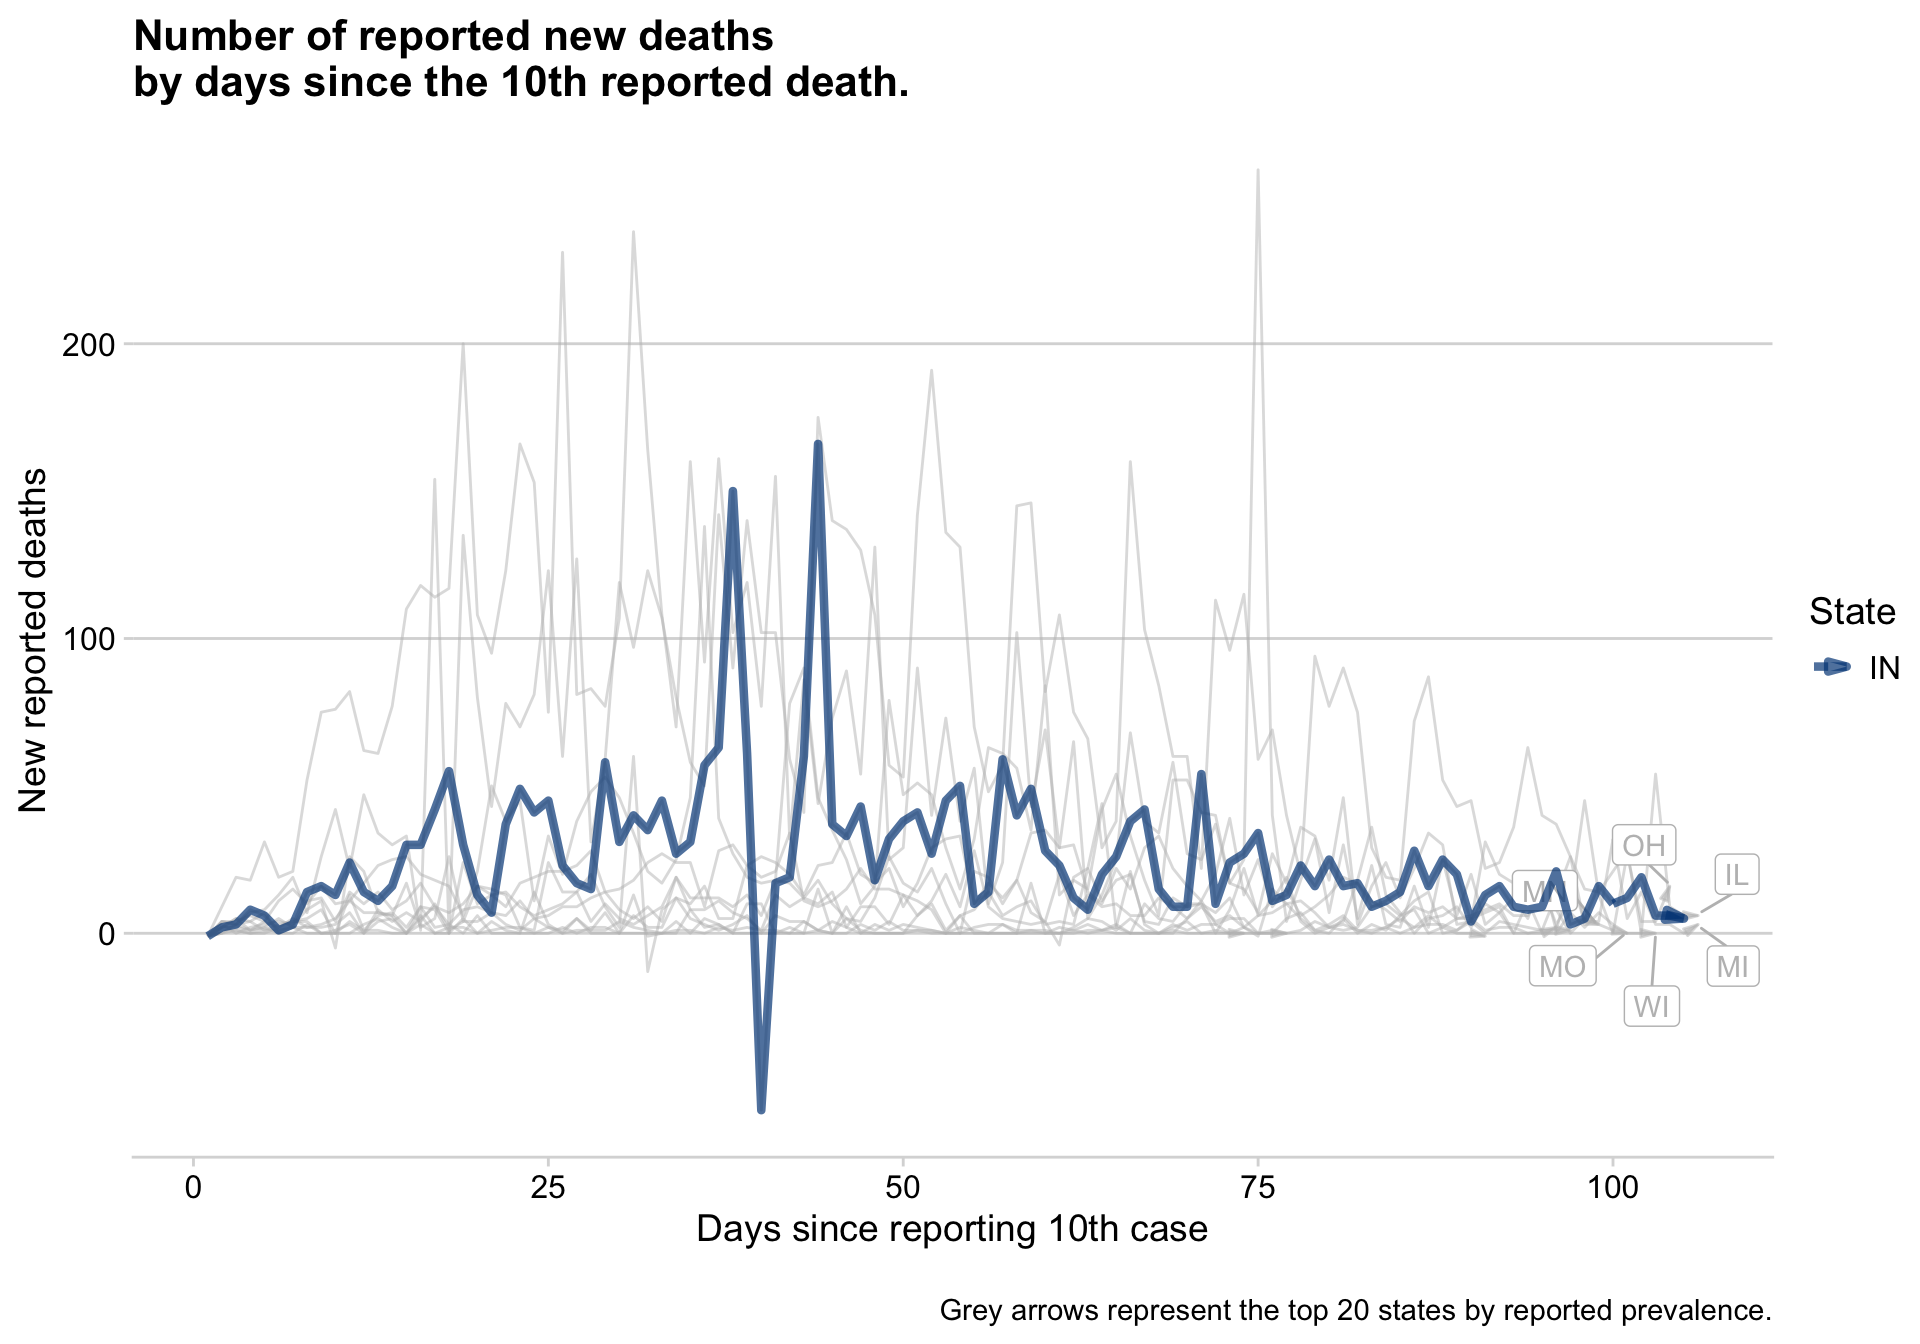 Number of reported new deaths
by days since the 10th reported death.
New reported deaths
200
100
0
0
25
50
75
100
Days since reporting 10th case
OH
IL
MO
MI
WI
State
IN
Grey arrows represent the top 20 states by reported prevalence.